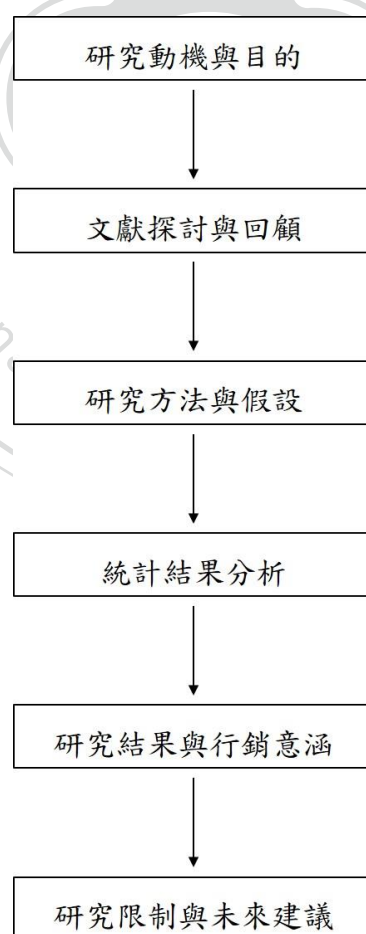 研究動機與目的
文獻探討與回顧
研究方法與假設
統計結果分析
研究結果與行銷意涵
研究限制與未來建議